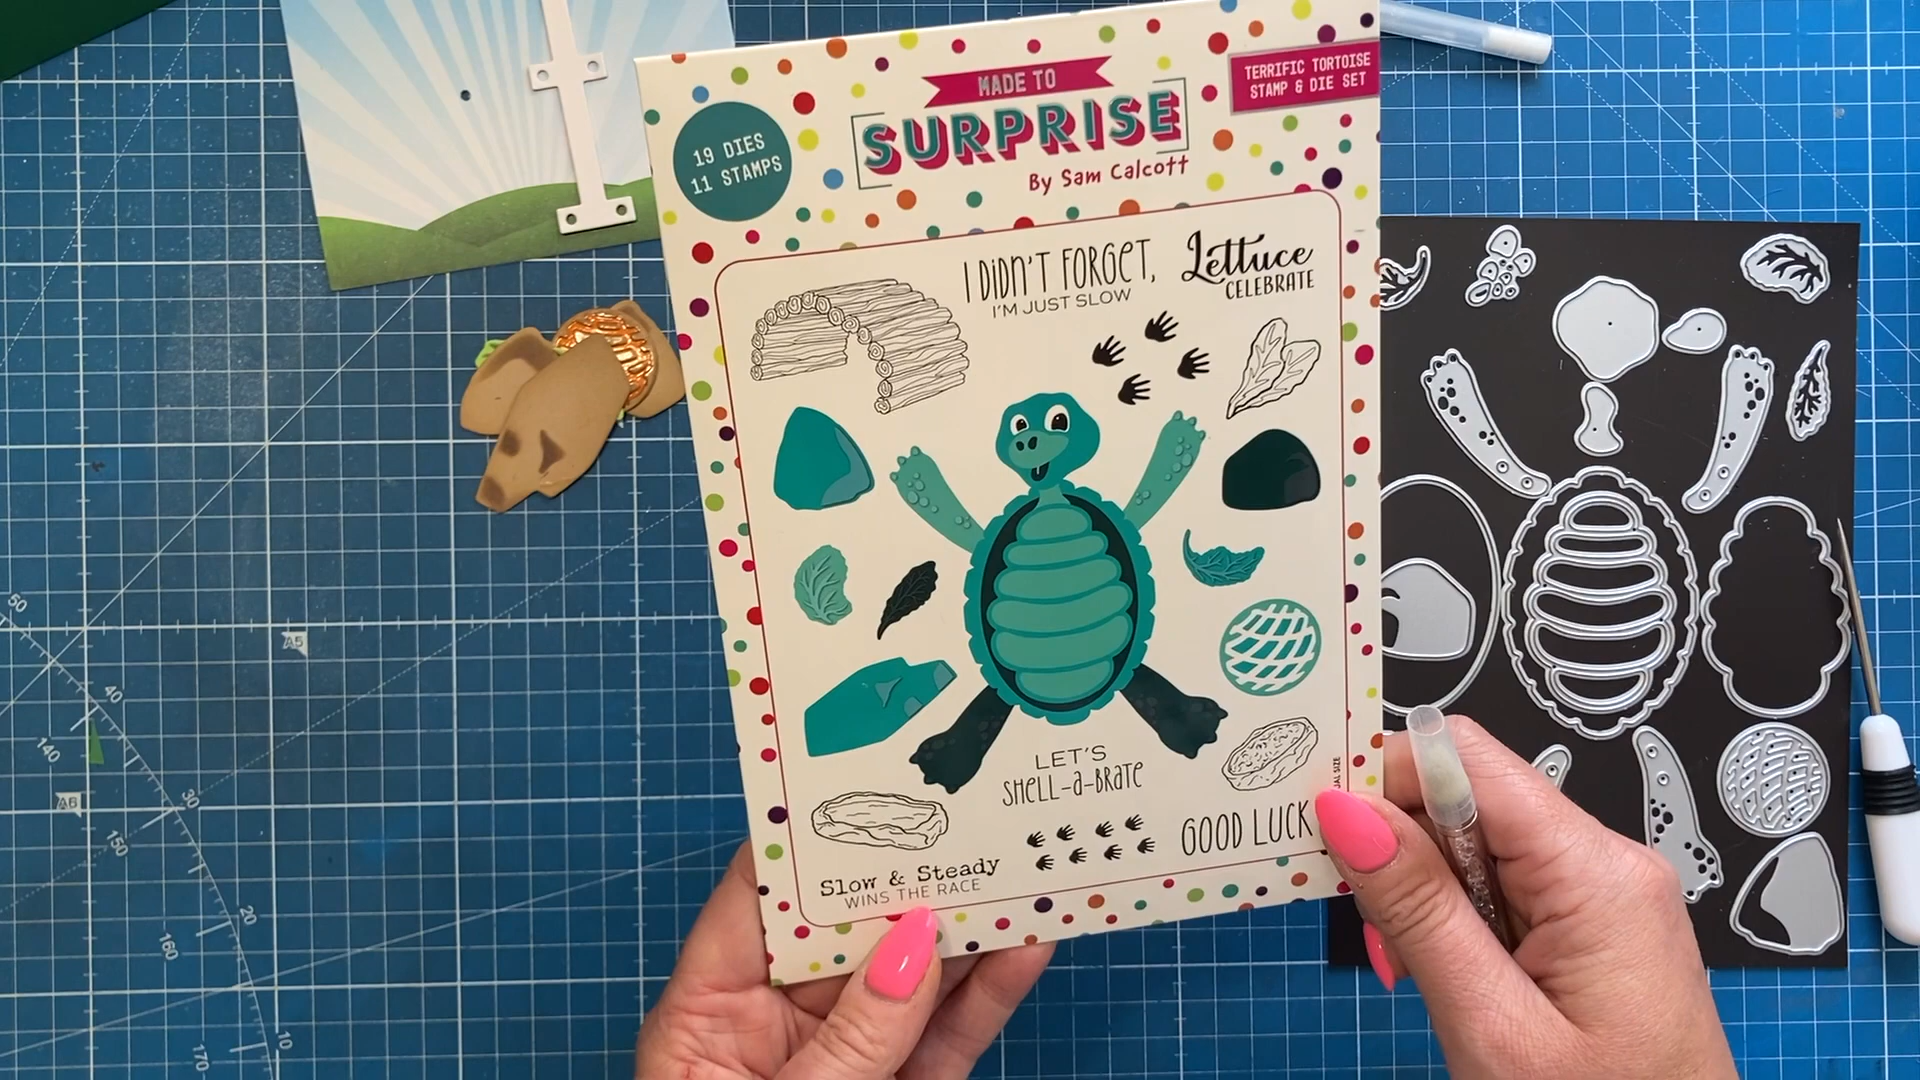 MADE TO
SURPRISE
By Sam Calcott
TERRIFIC TORTOISE
STAMP & DIE SET
19 DIES
11 STAMPS
I DIDN'T FORGET,
I'M JUST SLOW
Lettuce
CELEBRATE
LET'S
SHELL-a-BRATE
GOOD LUCK
Slow & Steady
WINS THE RACE
A5
A6
50
40
140
30
150
20
160
10
170